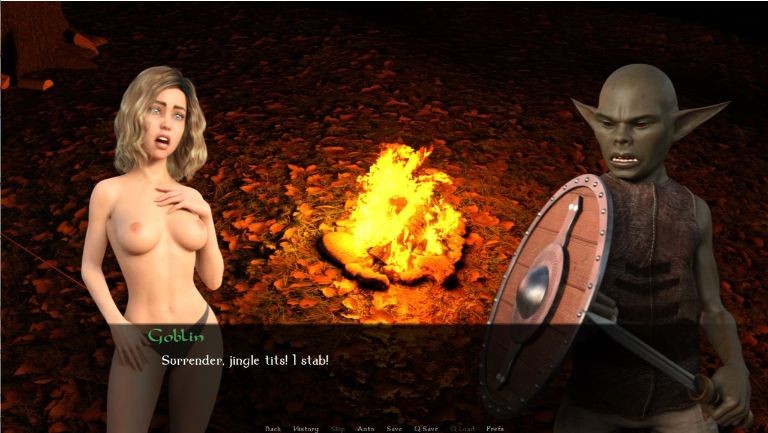 Goblin
Surrender, jingle tits! I stab!
Back History Skip Auto Save Q.Save Q.Load Prefs